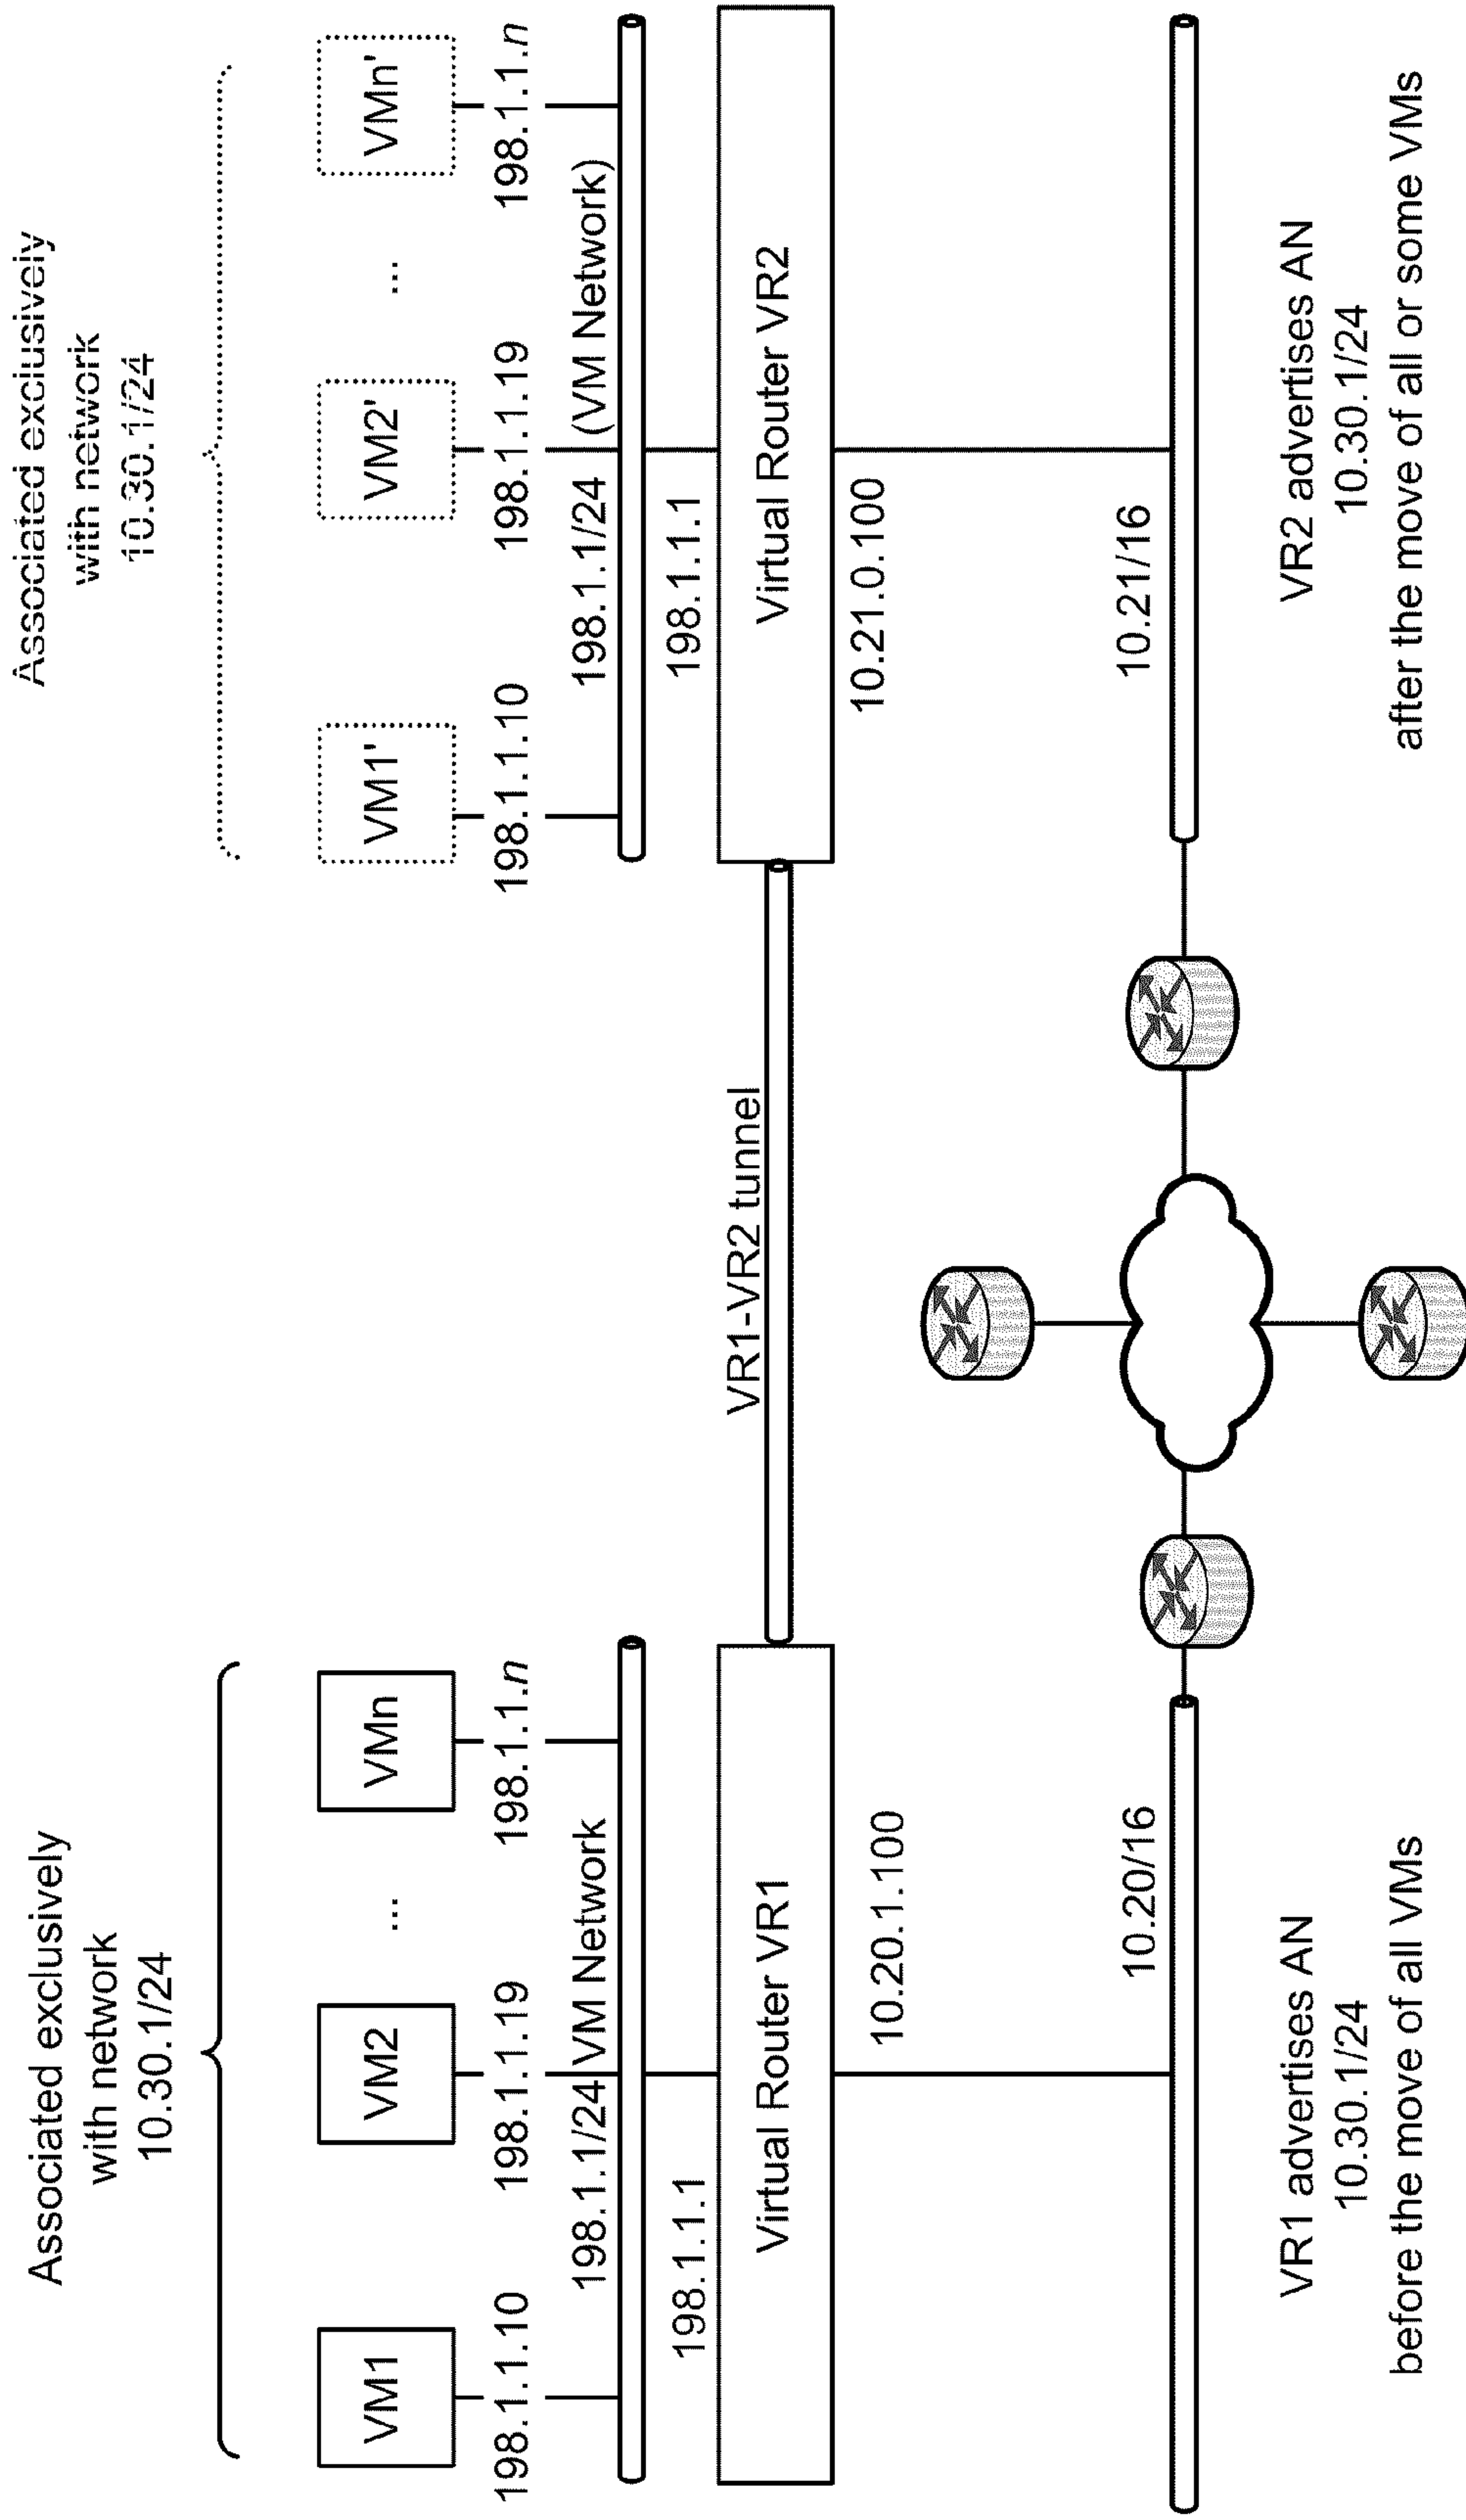 Associated exclusively
with network
10.30.1/24
VM1
VM2
...
VMn
198.1.1.10
198.1.1.19
198.1.1.n
198.1.1/24 VM Network
198.1.1.1
Virtual Router VR1
10.20.1.100
10.20/16
VR1 advertises AN
10.30.1/24
before the move of all VMs
VR1-VR2 tunnel
Associated exclusively
with network
10.30.1/24
VM1'
VM2'
...
VMn'
198.1.1.10
198.1.1.19
198.1.1.n
198.1.1/24 (VM Network)
198.1.1.1
Virtual Router VR2
10.21.0.100
10.21/16
VR2 advertises AN
10.30.1/24
after the move of all or some VMs